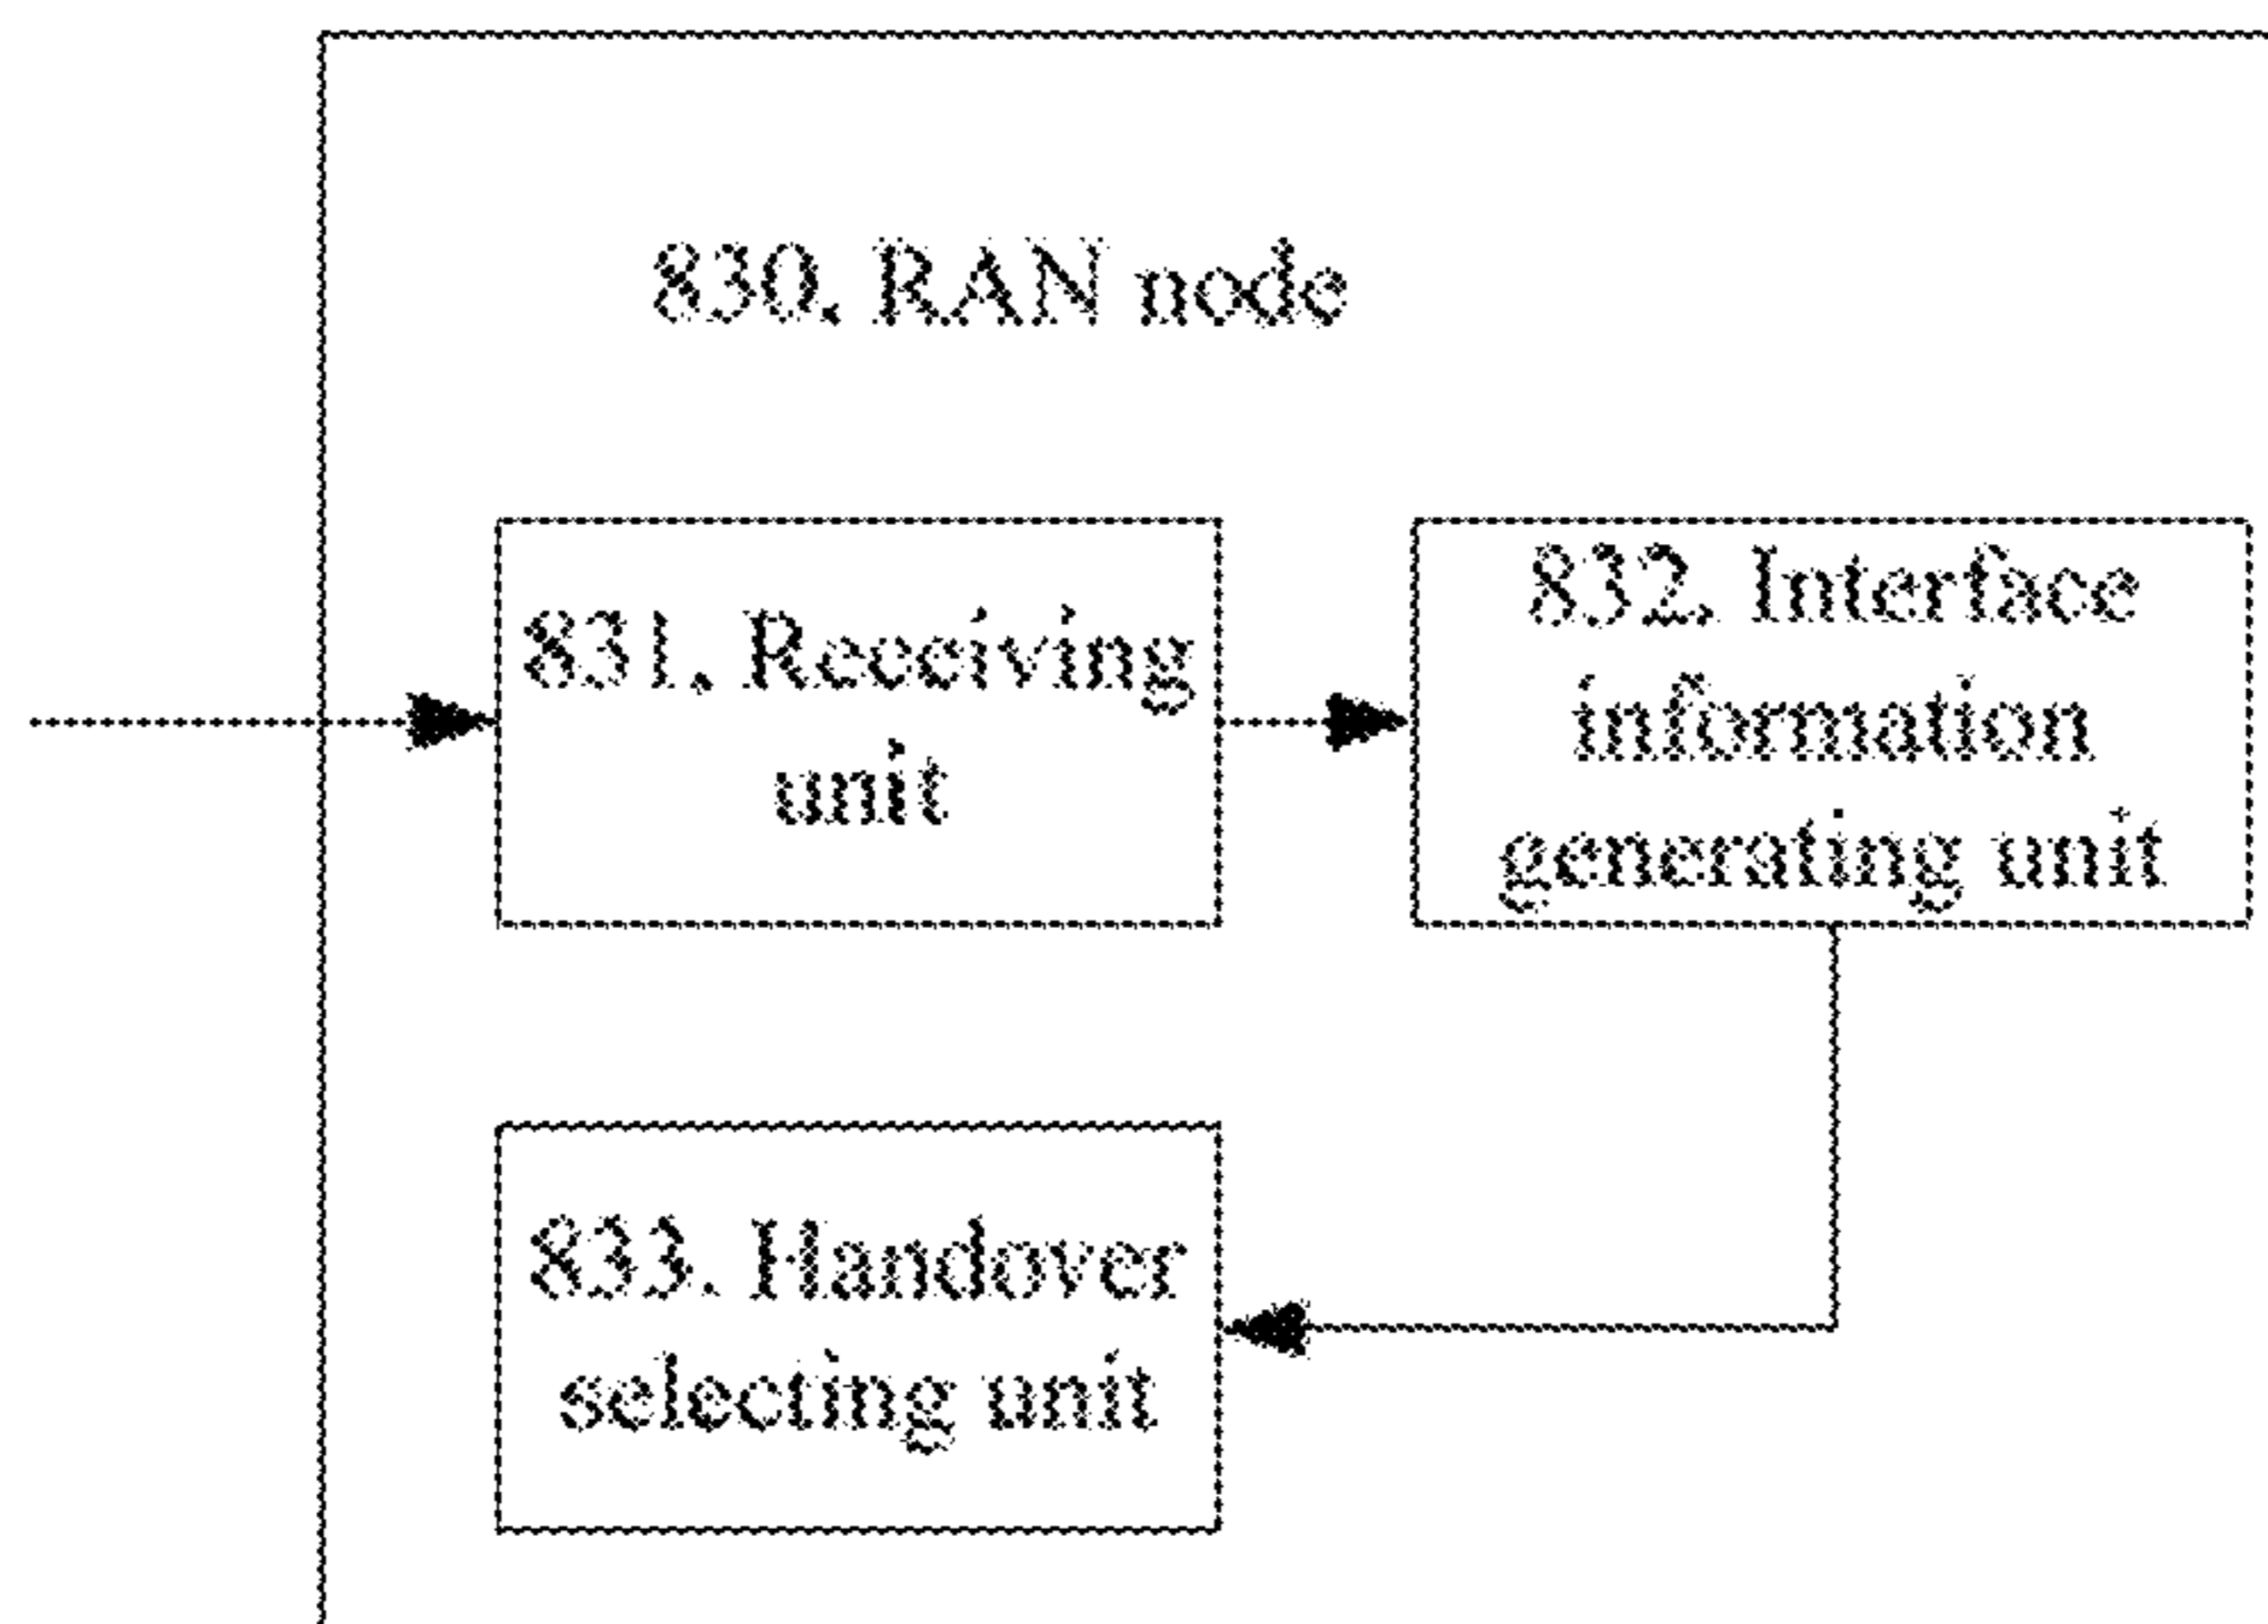 830. RAN node
831. Receiving
unit
832. Interface
information
generating unit
833. Handover
selecting unit